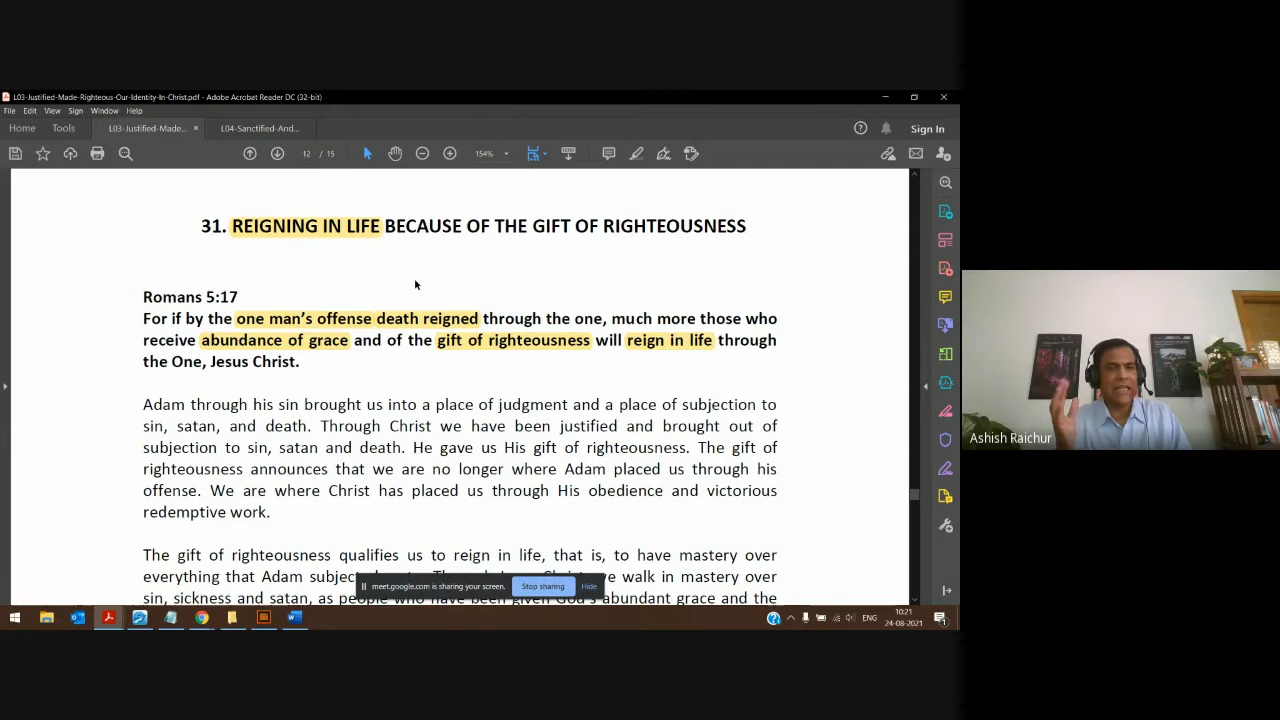 L03-Justified-Made-Righteous-Our-Identity-In-Christ.pdf - Adobe Acrobat Reader DC (32-bit)
File Edit View Sign Window Help
Home Tools L03-Justified-Made... × L04-Sanctified-And... Sign In
12 / 15 154%
31. REIGNING IN LIFE BECAUSE OF THE GIFT OF RIGHTEOUSNESS
Romans 5:17
For if by the one man’s offense death reigned through the one, much more those who
receive abundance of grace and of the gift of righteousness will reign in life through
the One, Jesus Christ.
Adam through his sin brought us into a place of judgment and a place of subjection to
sin, satan, and death. Through Christ we have been justified and brought out of
subjection to sin, satan and death. He gave us His gift of righteousness. The gift of
righteousness announces that we are no longer where Adam placed us through his
offense. We are where Christ has placed us through His obedience and victorious
redemptive work.
The gift of righteousness qualifies us to reign in life, that is, to have mastery over
everything that Adam walk in mastery over
sin, sickness and satan, as people who have been given God's abundant grace and the
meet.google.com is sharing your screen. Stop sharing Hide
Ashish Raichur
ENG 10:21
24-08-2021